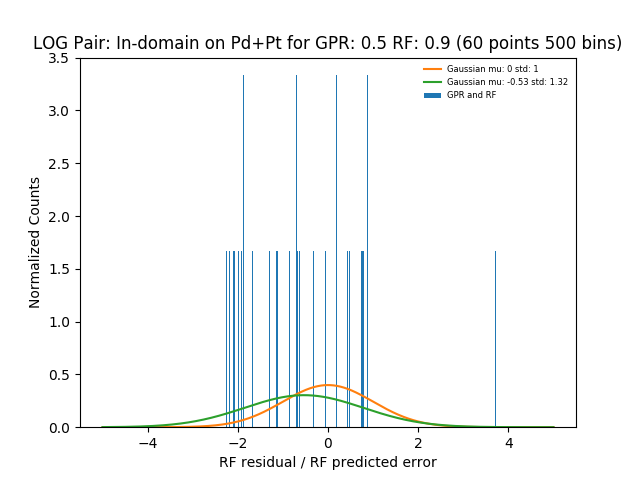 LOG Pair: In-domain on Pd+Pt for GPR: 0.5 RF: 0.9 (60 points 500 bins)
Gaussian mu: 0 std: 1
Gaussian mu: -0.53 std: 1.32
GPR and RF
Normalized Counts
3.5
3.0
2.5
2.0
1.5
1.0
0.5
0.0
−4 −2 0 2 4
RF residual / RF predicted error